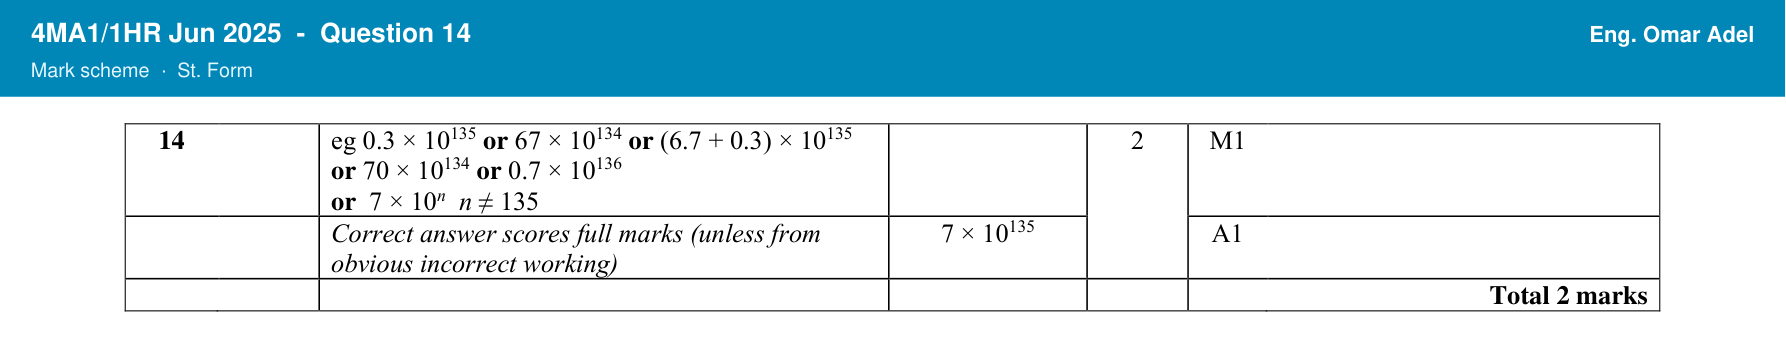 4MA1/1HR Jun 2025 - Question 14
Eng. Omar Adel
Mark scheme · St. Form
14 eg 0.3 × 10¹³⁵ or 67 × 10¹³⁴ or (6.7 + 0.3) × 10¹³⁵ 2 M1
or 70 × 10¹³⁴ or 0.7 × 10¹³⁶
or 7 × 10ⁿ n ≠ 135
Correct answer scores full marks (unless from 7 × 10¹³⁵ A1
obvious incorrect working)
Total 2 marks